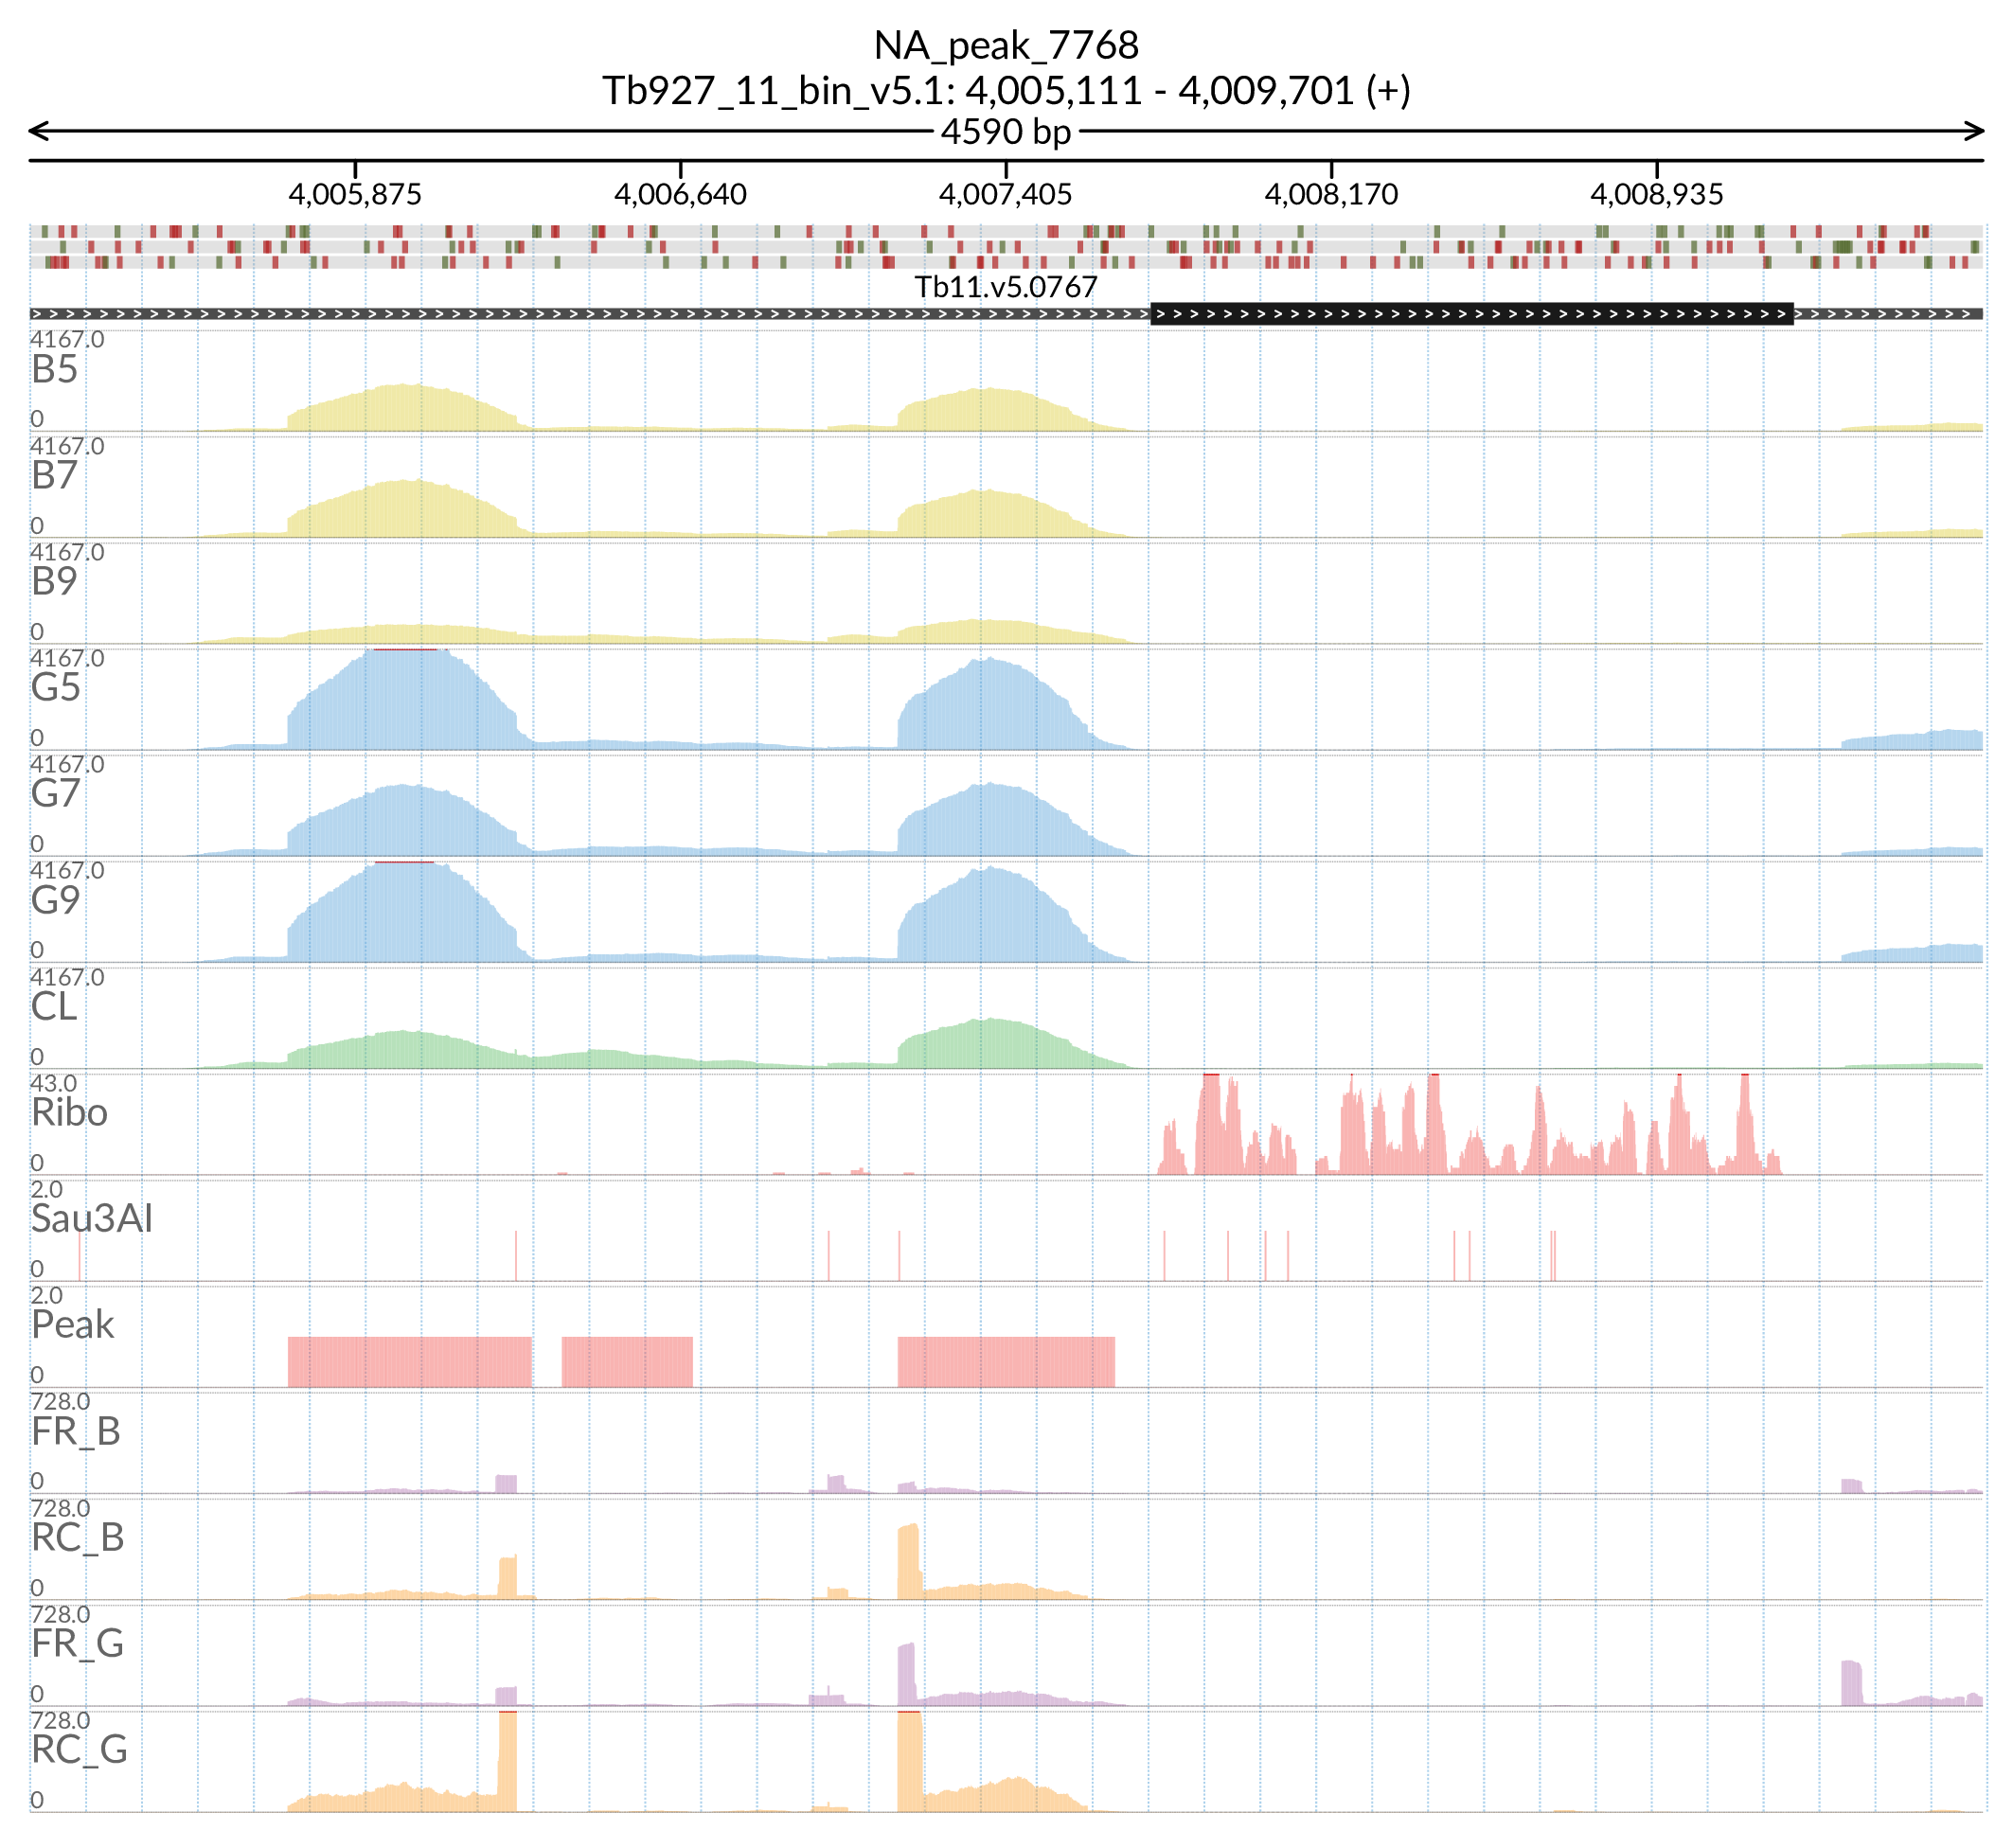 NA_peak_7768
Tb927_11_bin_v5.1: 4,005,111 - 4,009,701 (+)
4590 bp
4,005,875 4,006,640 4,007,405 4,008,170 4,008,935
Tb11.v5.0767
4167.0
B5
0
4167.0
B7
0
4167.0
B9
0
4167.0
G5
0
4167.0
G7
0
4167.0
G9
0
4167.0
CL
0
43.0
Ribo
0
2.0
Sau3AI
0
2.0
Peak
0
728.0
FR_B
0
728.0
RC_B
0
728.0
FR_G
0
728.0
RC_G
0